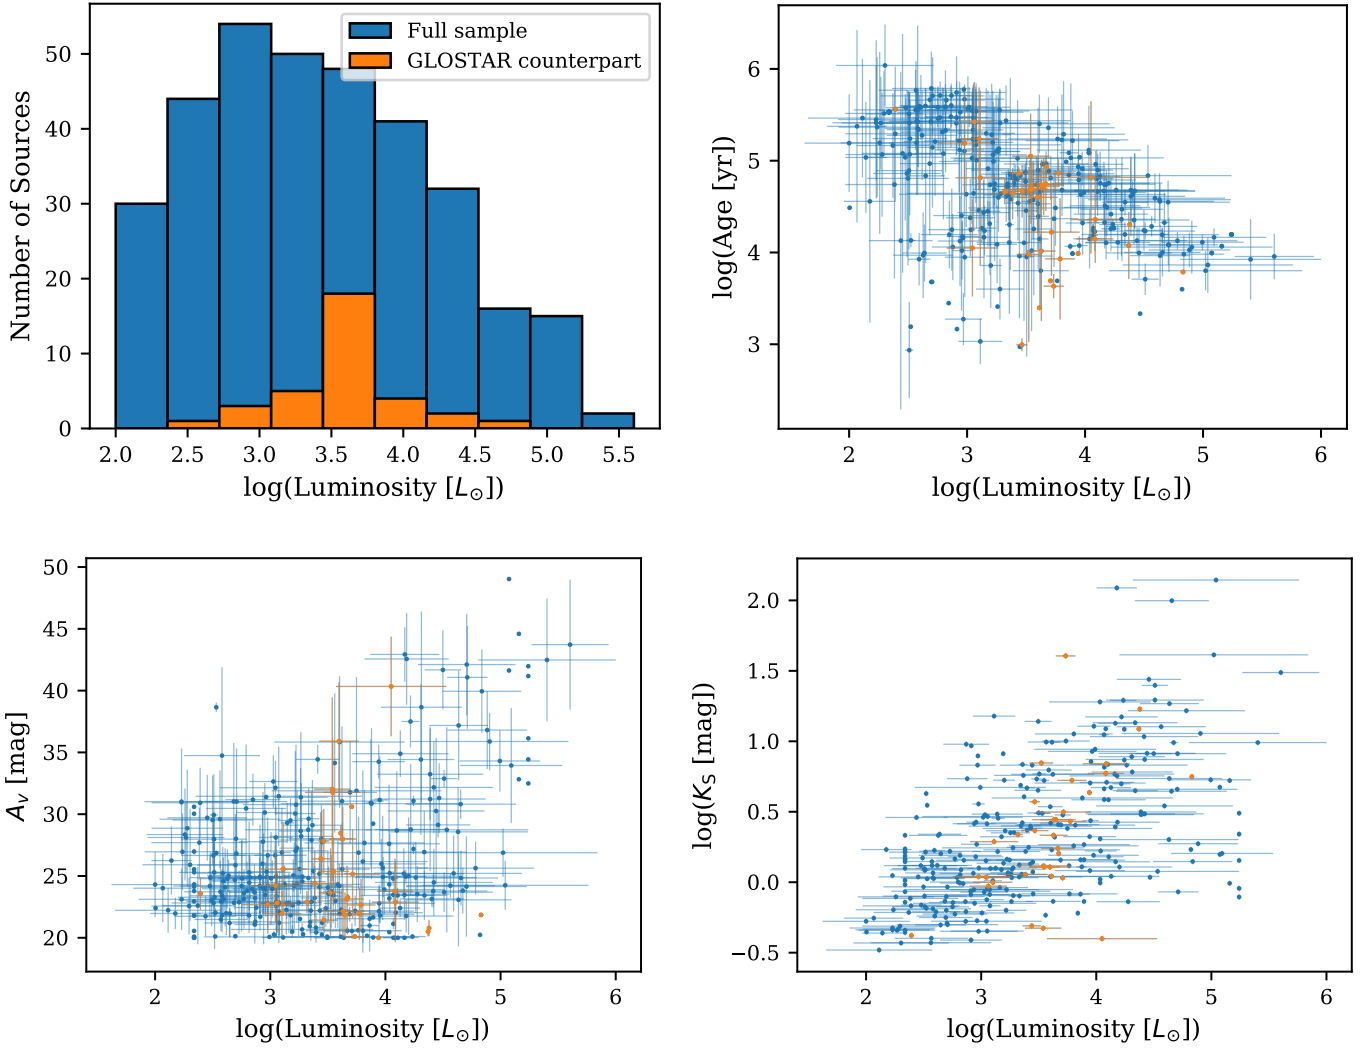 Full sample
GLOSTAR counterpart
Number of Sources
50
40
30
20
10
0
2.0 2.5 3.0 3.5 4.0 4.5 5.0 5.5
log(Luminosity [L⊙])
log(Age [yr])
6
5
4
3
2 3 4 5 6
log(Luminosity [L⊙])
Av [mag]
50
45
40
35
30
25
20
2 3 4 5 6
log(Luminosity [L⊙])
log(Ks [mag])
2.0
1.5
1.0
0.5
0.0
−0.5
2 3 4 5 6
log(Luminosity [L⊙])